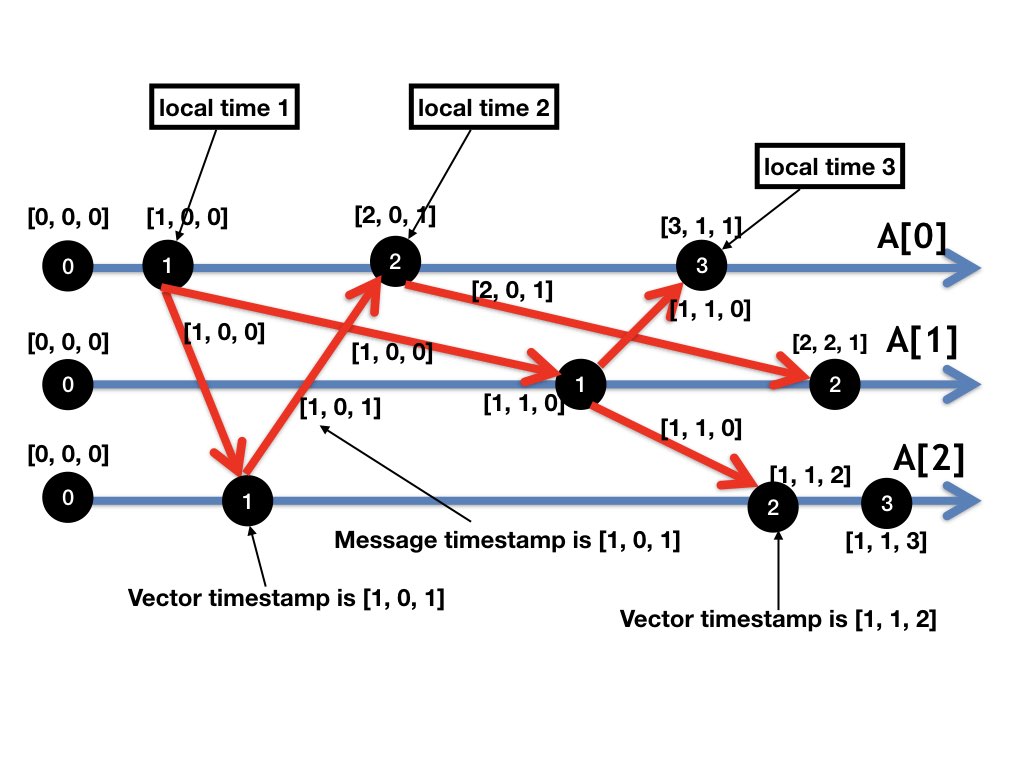 local time 1
local time 2
local time 3
[0, 0, 0]
[1, 0, 0]
[2, 0, 1]
[3, 1, 1]
A[0]
0
1
2
3
[2, 0, 1]
[1, 1, 0]
[0, 0, 0]
[1, 0, 0]
[1, 0, 0]
[2, 2, 1]
A[1]
0
1
2
[1, 0, 1]
[1, 1, 0]
[1, 1, 0]
[0, 0, 0]
[1, 1, 2]
A[2]
0
1
2
3
Message timestamp is [1, 0, 1]
[1, 1, 3]
Vector timestamp is [1, 0, 1]
Vector timestamp is [1, 1, 2]